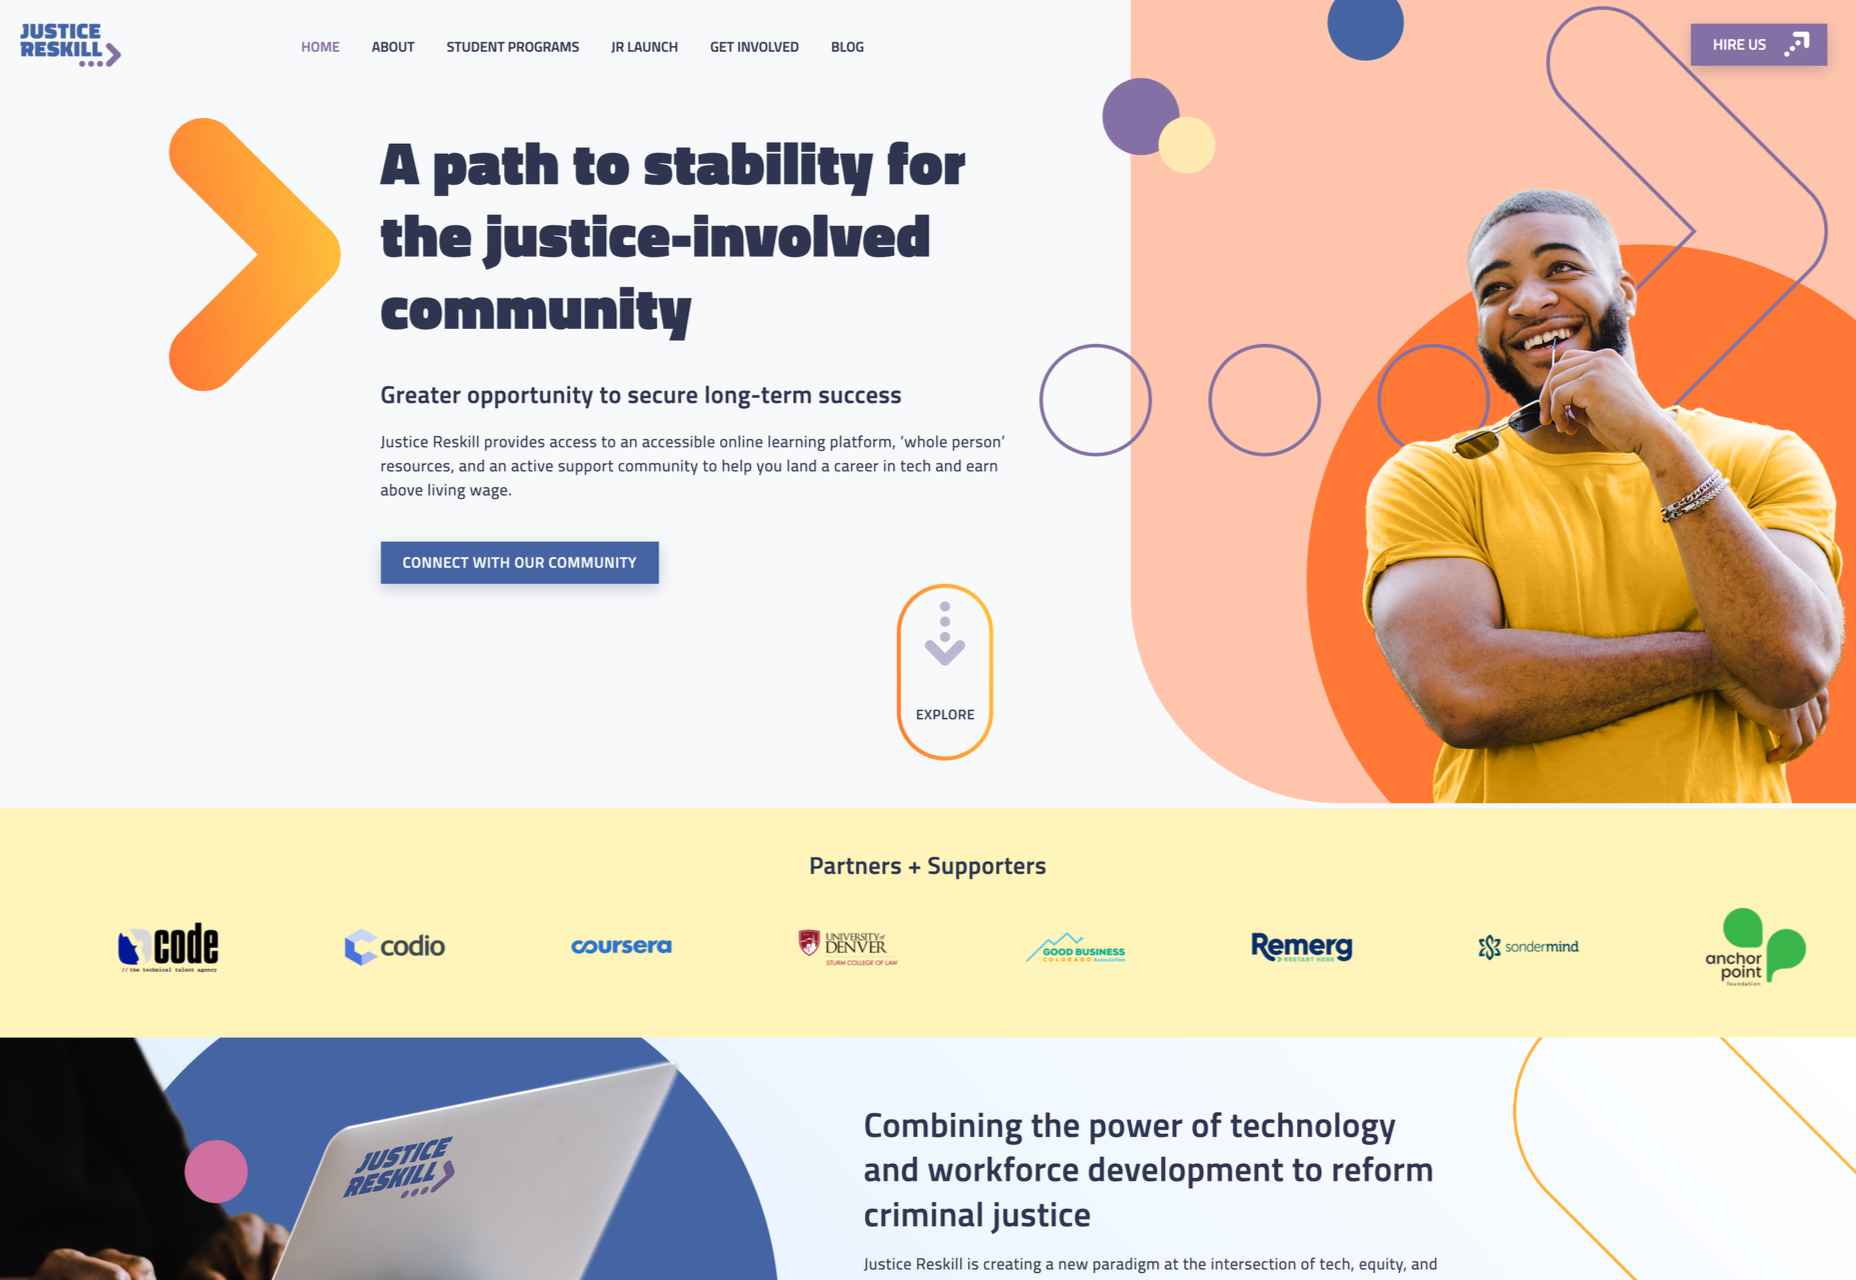 JUSTICE
RESKILL
HOME
ABOUT
STUDENT PROGRAMS
JR LAUNCH
GET INVOLVED
BLOG
HIRE US
A path to stability for
the justice-involved
community
Greater opportunity to secure long-term success
Justice Reskill provides access to an accessible online learning platform, ‘whole person’
resources, and an active support community to help you land a career in tech and earn
above living wage.
CONNECT WITH OUR COMMUNITY
EXPLORE
Partners + Supporters
code
// the technical talent agency
codio
coursera
UNIVERSITY of
DENVER
STURM COLLEGE OF LAW
GOOD BUSINESS
COLORADO Association
Remerg
RESTART HERE
sondermind
anchor
point
foundation
JUSTICE
RESKILL
Combining the power of technology
and workforce development to reform
criminal justice
Justice Reskill is creating a new paradigm at the intersection of tech, equity, and